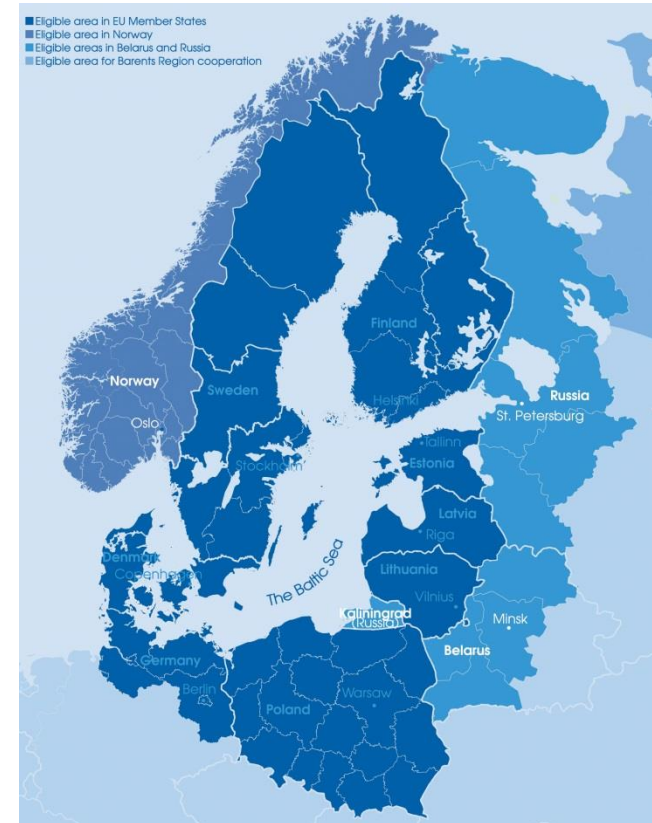 Eligible area in EU Member States
Eligible area in Norway
Eligible areas in Belarus and Russia
Eligible area for Barents Region cooperation
Finland
Norway
Sweden
Helsinki
Russia
Oslo
St. Petersburg
Tallinn
Stockholm
Estonia
Latvia
Riga
Denmark
Copenhagen
The Baltic Sea
Lithuania
Vilnius
Kaliningrad
(Russia)
Minsk
Belarus
Germany
Berlin
Warsaw
Poland